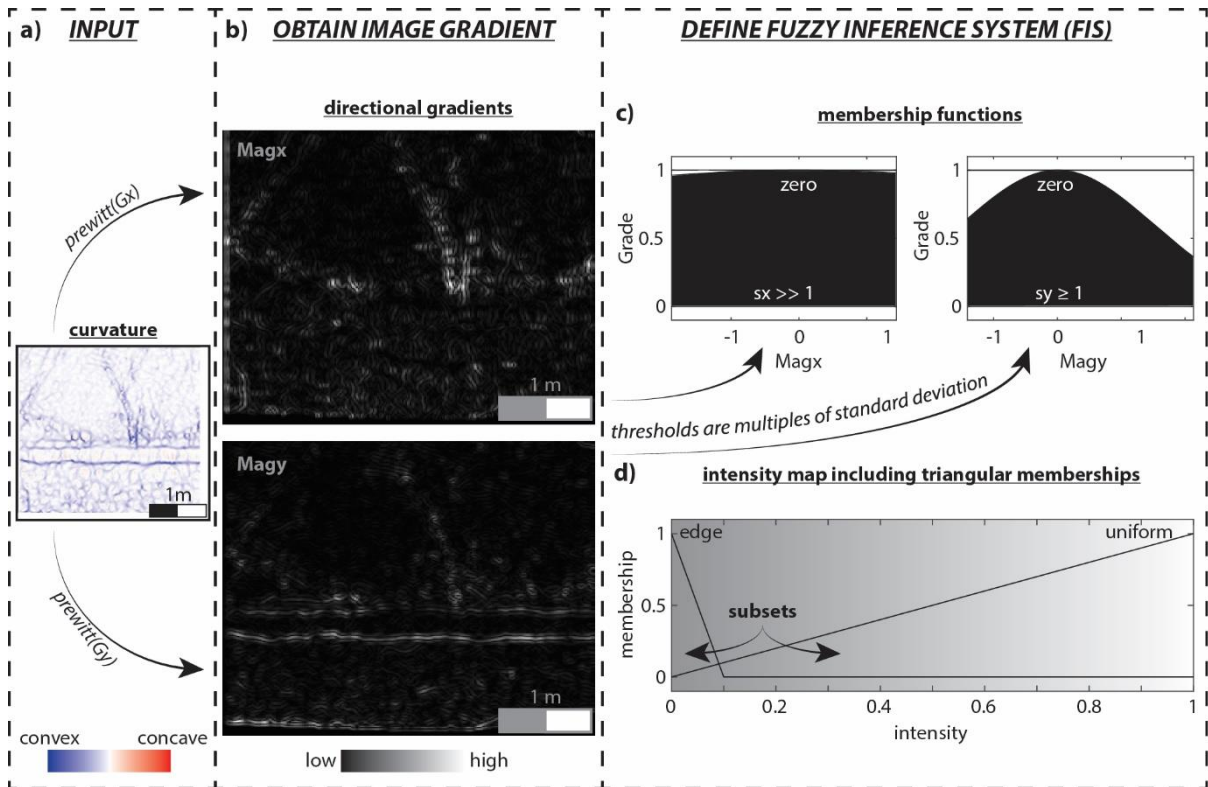 a) INPUT
prewitt(Gx)
curvature
1m
prewitt(Gy)
convex concave
b) OBTAIN IMAGE GRADIENT
directional gradients
Magx
1 m
Magy
1 m
low high
DEFINE FUZZY INFERENCE SYSTEM (FIS)
c) membership functions
Grade
1
0.5
0
zero
sx >> 1
-1 0 1
Magx
Grade
1
0.5
0
zero
sy ≥ 1
-1 0 1
Magy
thresholds are multiples of standard deviation
d) intensity map including triangular memberships
membership
1
0.5
0
edge uniform
subsets
0 0.2 0.4 0.6 0.8 1
intensity